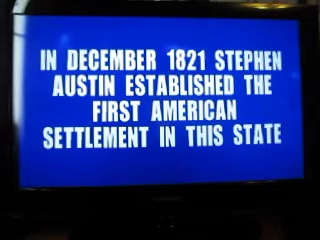 IN DECEMBER 1821 STEPHEN
AUSTIN ESTABLISHED THE
FIRST AMERICAN
SETTLEMENT IN THIS STATE